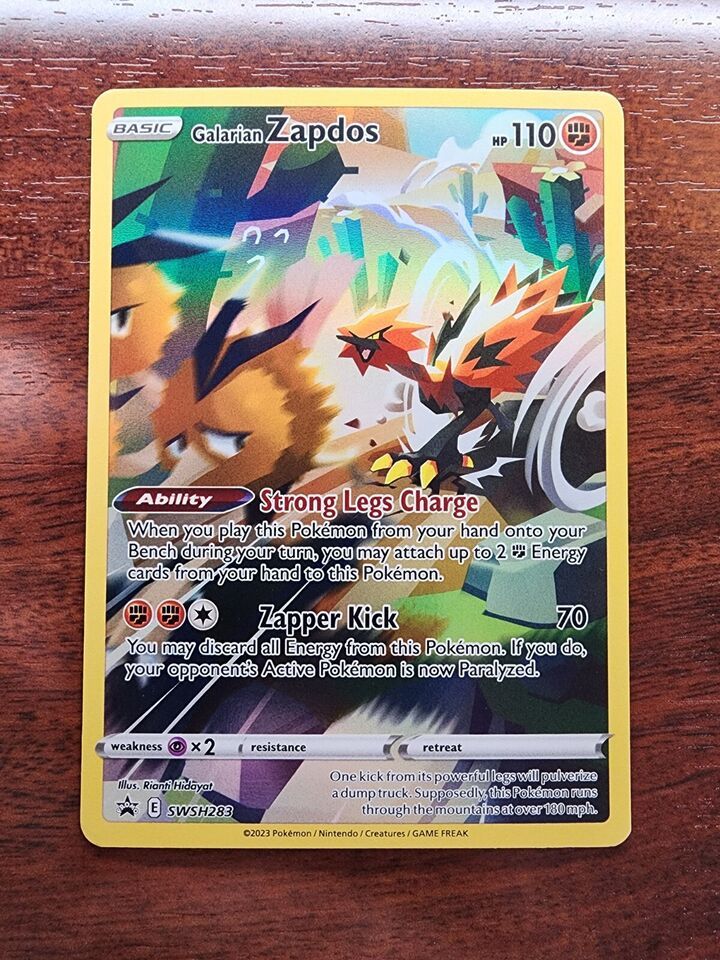 BASIC Galarian Zapdos HP 110
Ability Strong Legs Charge
When you play this Pokémon from your hand onto your
Bench during your turn, you may attach up to 2 Energy
cards from your hand to this Pokémon.
Zapper Kick 70
You may discard all Energy from this Pokémon. If you do,
your opponent's Active Pokémon is now Paralyzed.
weakness ×2 resistance retreat
Illus. Rianti Hidayat
One kick from its powerful legs will pulverize
a dump truck. Supposedly, this Pokémon runs
through the mountains at over 180 mph.
E SWSH283
©2023 Pokémon / Nintendo / Creatures / GAME FREAK